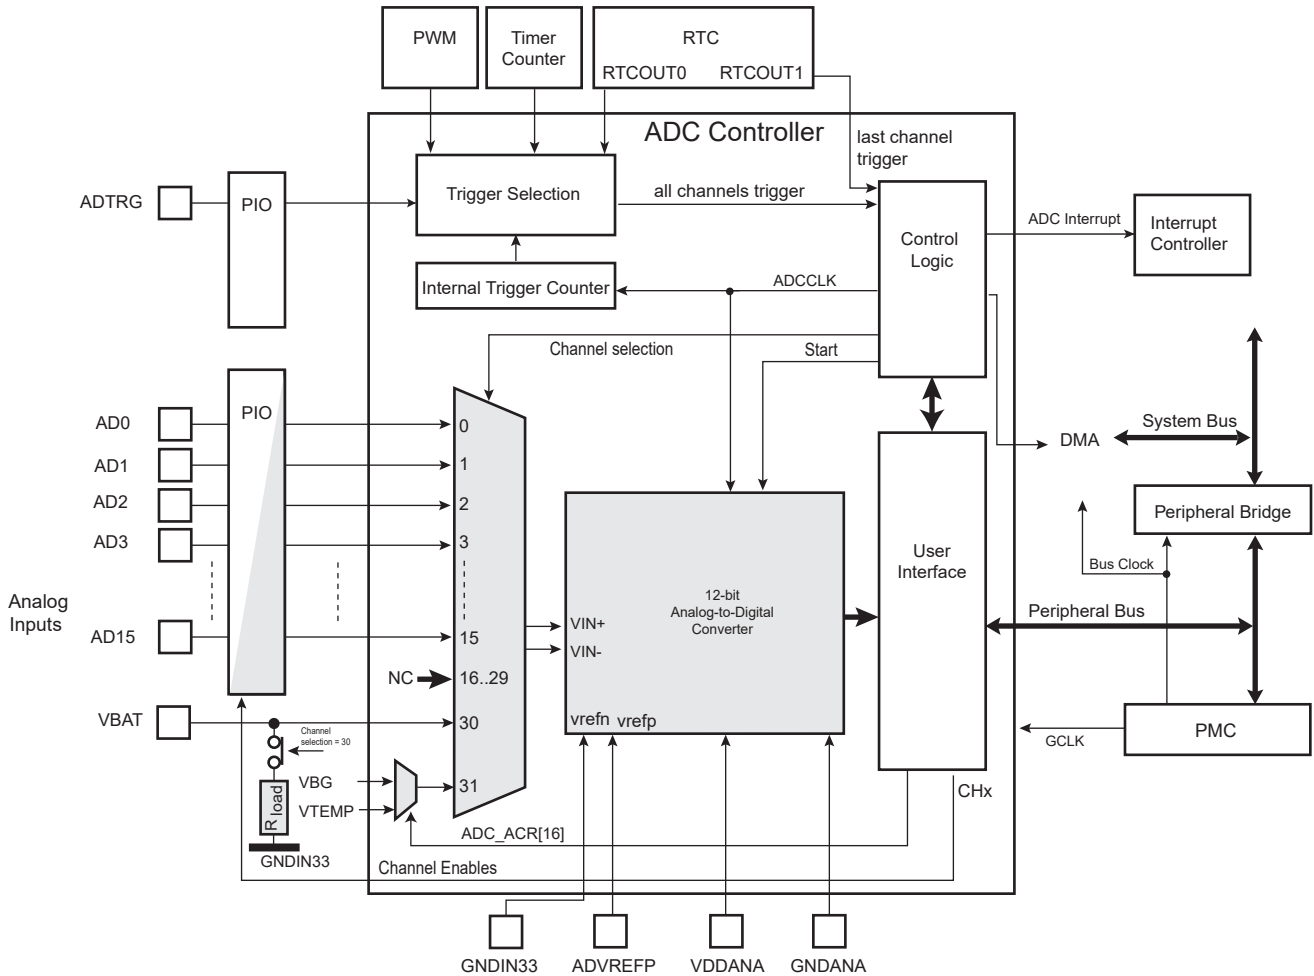 PWM
Timer
Counter
RTC
RTCOUT0
RTCOUT1
ADC Controller
last channel
trigger
ADTRG
PIO
Trigger Selection
all channels trigger
Control
Logic
ADC Interrupt
Interrupt
Controller
Internal Trigger Counter
ADCCLK
Channel selection
Start
PIO
AD0
0
AD1
1
AD2
2
AD3
3
System Bus
DMA
Peripheral Bridge
Bus Clock
User
Interface
12-bit
Analog-to-Digital
Converter
Analog
Inputs
AD15
15
VIN+
VIN-
Peripheral Bus
NC
16..29
VBAT
30
vrefn
vrefp
Channel
selection = 30
PMC
GCLK
VBG
VTEMP
31
Rload
CHx
ADC_ACR[16]
GNDIN33
Channel Enables
GNDIN33
ADVREFP
VDDANA
GNDANA